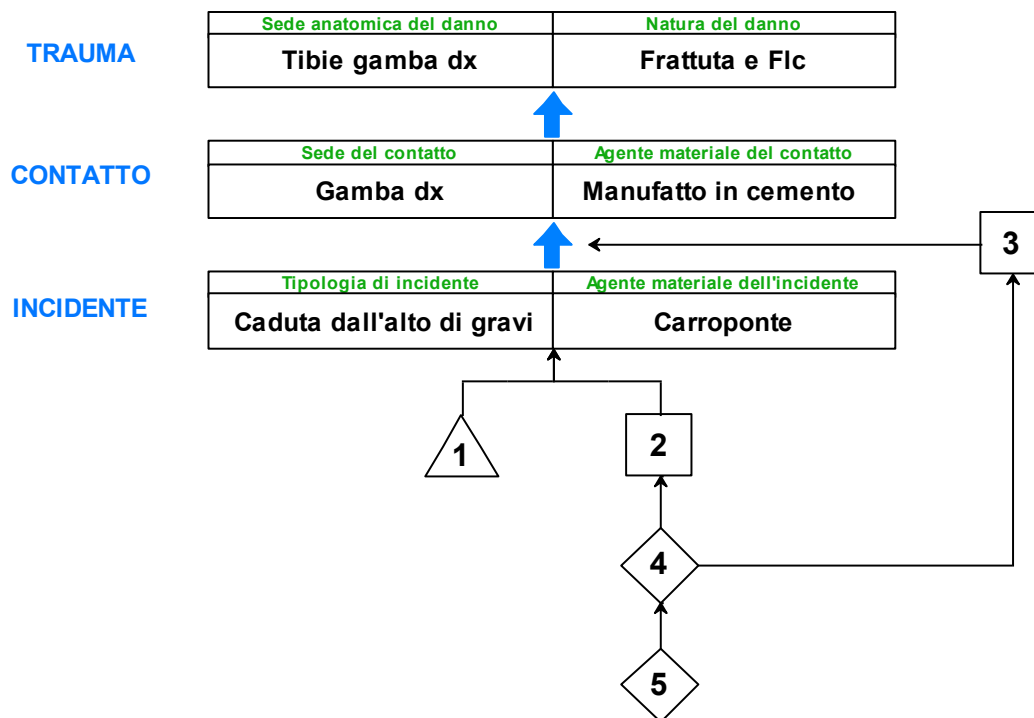 Sede anatomica del danno
Natura del danno
TRAUMA
Tibie gamba dx
Frattuta e Flc
Sede del contatto
Agente materiale del contatto
CONTATTO
Gamba dx
Manufatto in cemento
3
Tipologia di incidente
Agente materiale dell'incidente
INCIDENTE
Caduta dall'alto di gravi
Carroponte
1
2
4
5